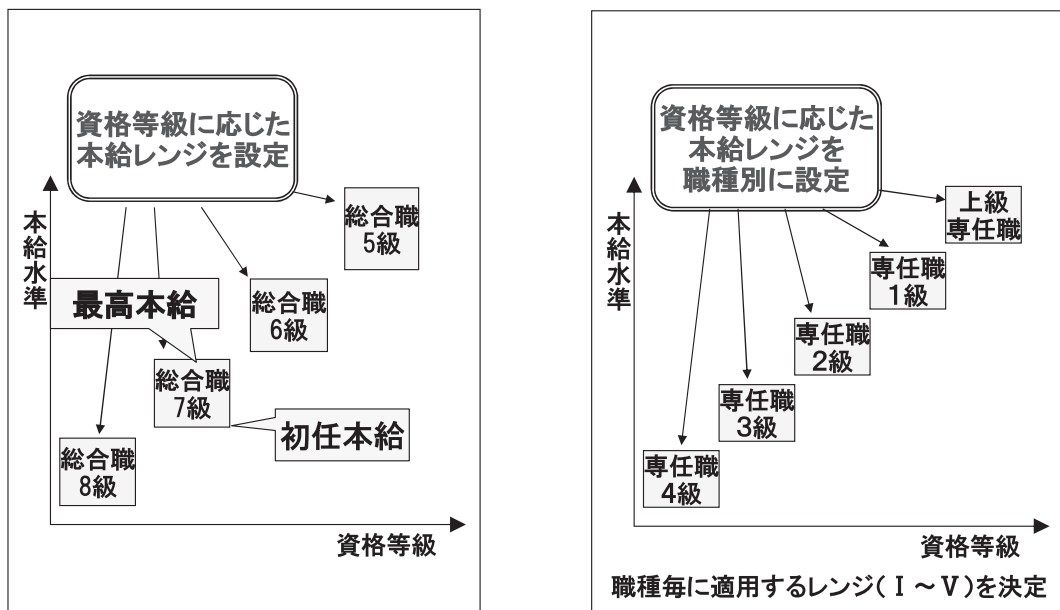 資格等級に応じた
本給レンジを設定
本給水準
総合職
5級
総合職
6級
最高本給
総合職
7級
初任本給
総合職
8級
資格等級
資格等級に応じた
本給レンジを
職種別に設定
本給水準
上級
専任職
専任職
1級
専任職
2級
専任職
3級
専任職
4級
資格等級
職種毎に適用するレンジ(Ⅰ~Ⅴ)を決定